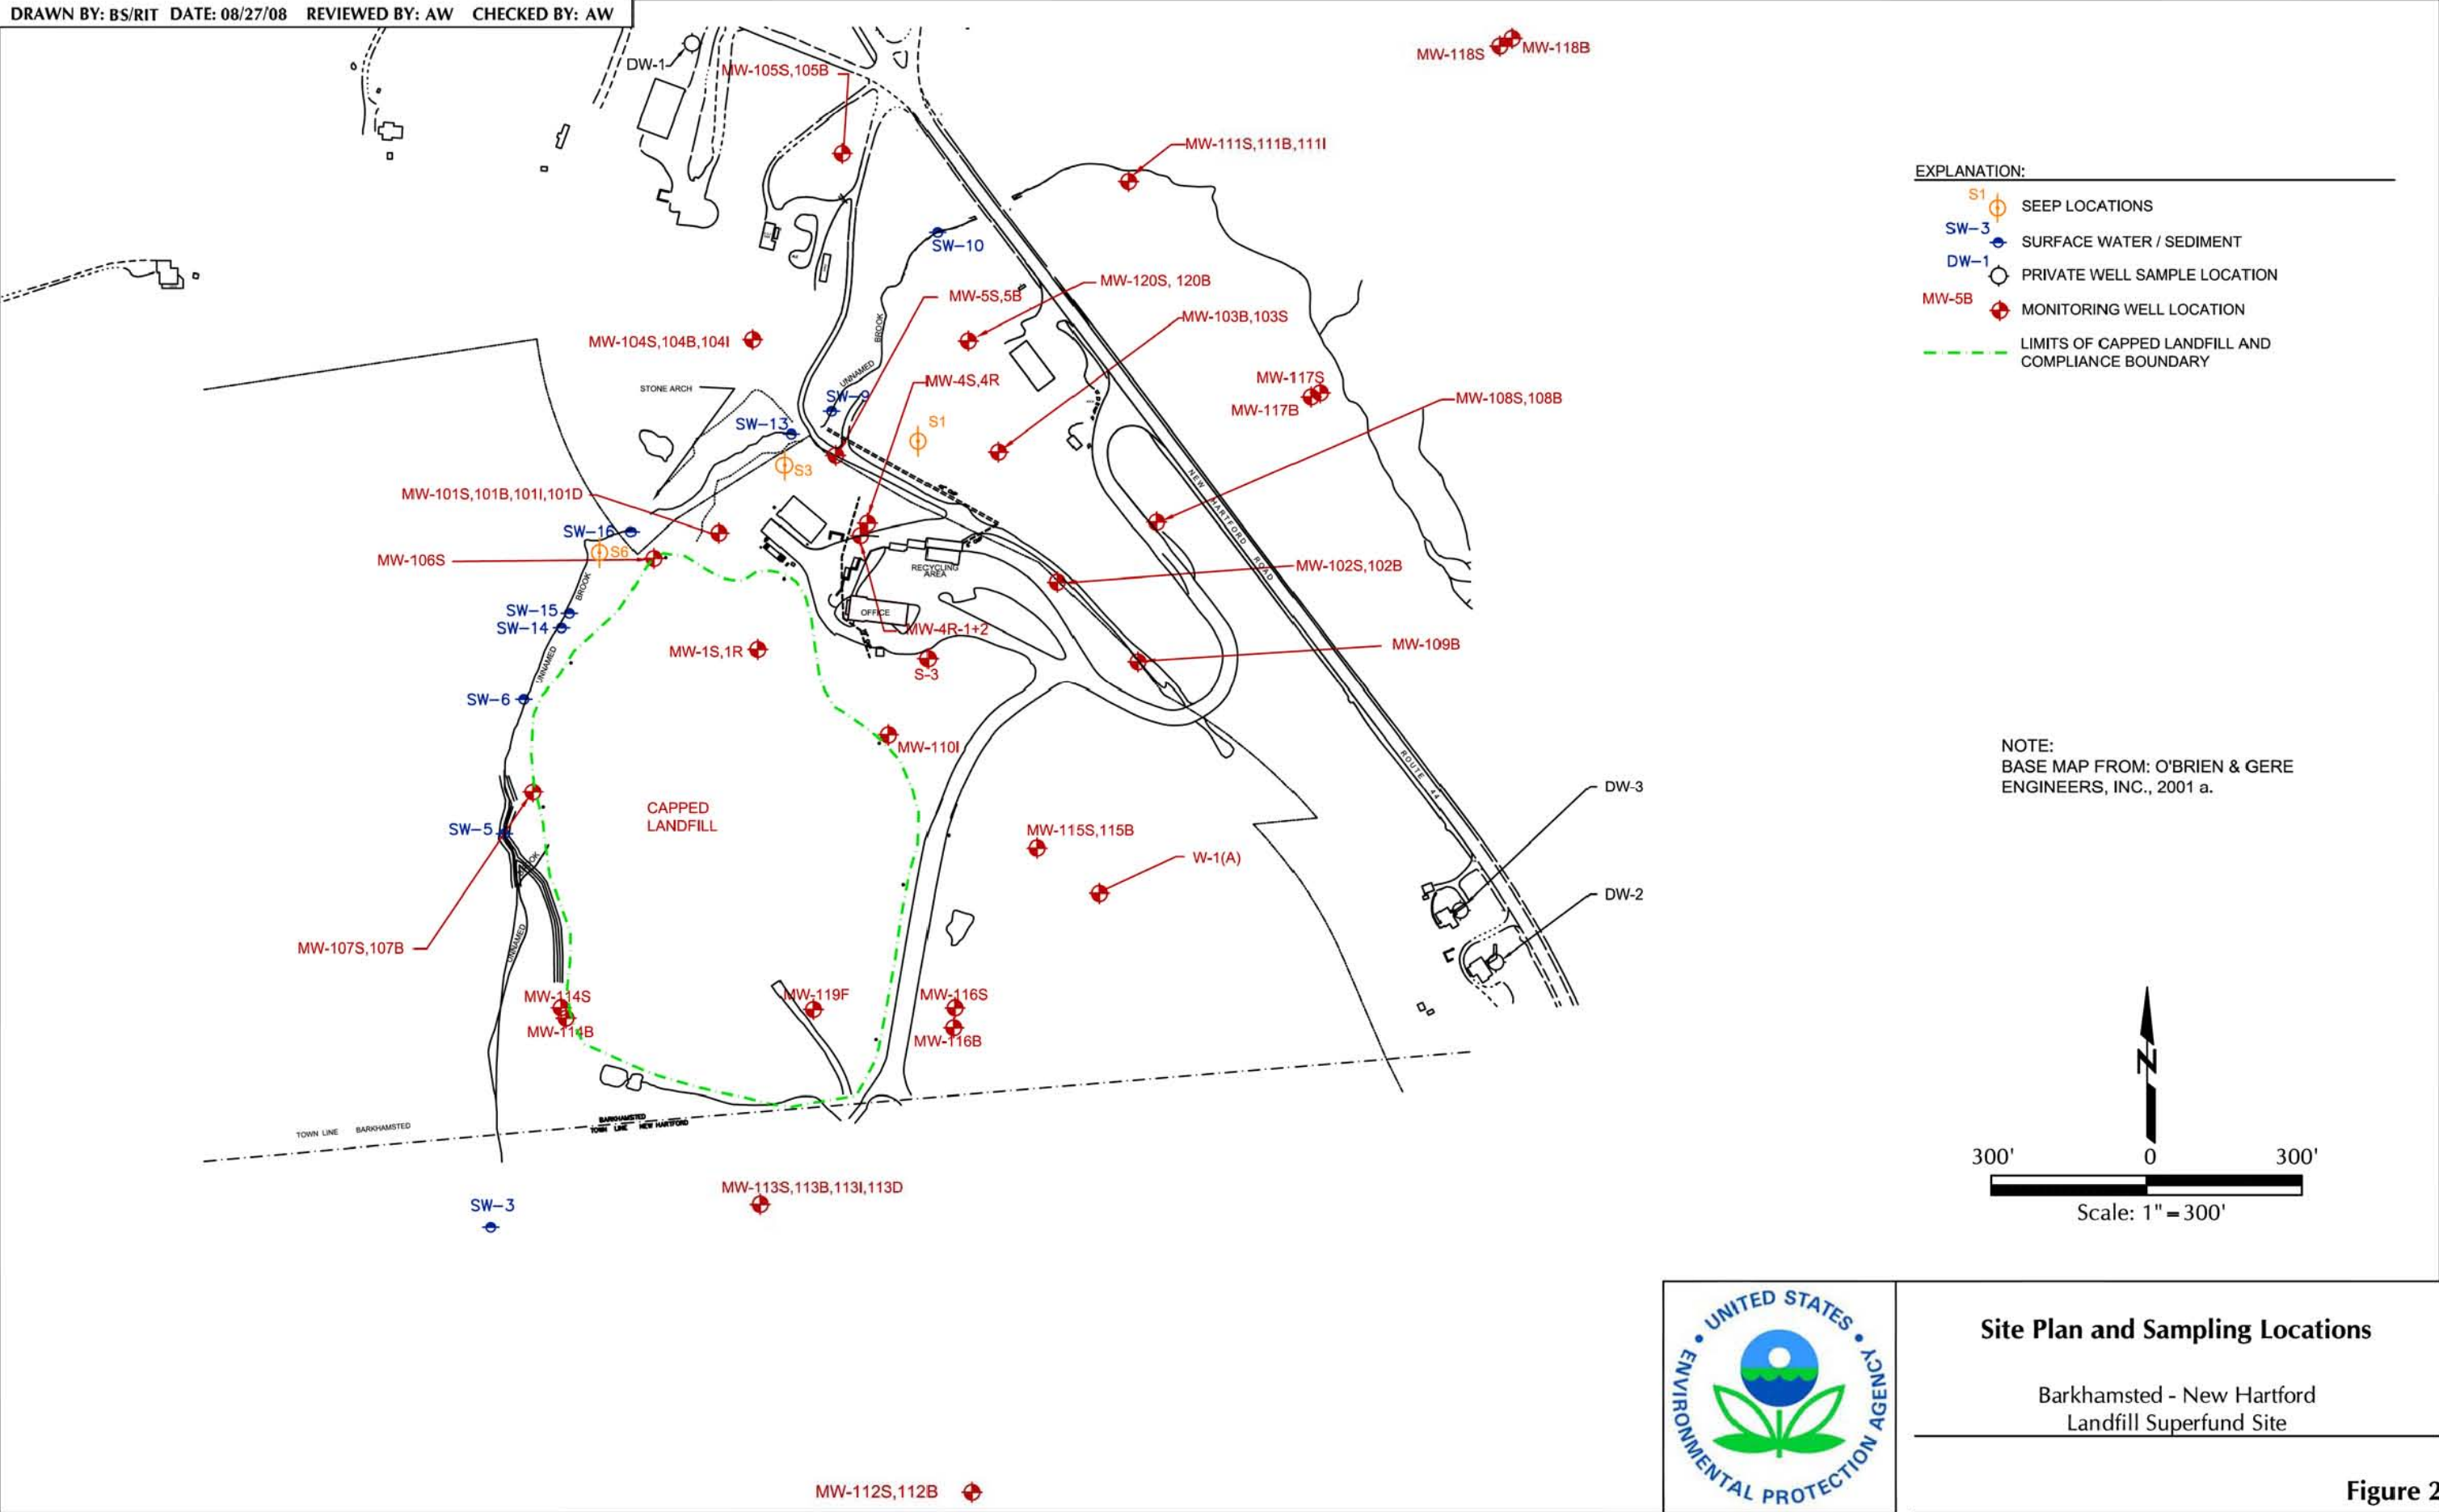 DRAWN BY: BS/RIT DATE: 08/27/08 REVIEWED BY: AW CHECKED BY: AW
MW-118S
MW-118B
DW-1
MW-105S,105B
MW-111S,111B,111I
EXPLANATION:
S1
SEEP LOCATIONS
SW-3
SURFACE WATER / SEDIMENT
DW-1
PRIVATE WELL SAMPLE LOCATION
MW-5B
MONITORING WELL LOCATION
LIMITS OF CAPPED LANDFILL AND
COMPLIANCE BOUNDARY
SW-10
MW-120S, 120B
MW-5S,5B
MW-103B,103S
BROOK
UNNAMED
MW-104S,104B,104I
STONE ARCH
MW-4S,4R
MW-117S
MW-117B
MW-108S,108B
SW-9
SW-13
S1
S3
NEW HARTFORD ROAD
MW-101S,101B,101I,101D
SW-16
S6
MW-106S
RECYCLING
AREA
MW-102S,102B
BROOK
SW-15
SW-14
OFFICE
MW-4R-1+2
MW-1S,1R
S-3
MW-109B
UNNAMED
SW-6
MW-110I
ROUTE 44
NOTE:
BASE MAP FROM: O'BRIEN & GERE
ENGINEERS, INC., 2001 a.
DW-3
CAPPED
LANDFILL
SW-5
MW-115S,115B
W-1(A)
DW-2
MW-107S,107B
UNNAMED
MW-114S
MW-114B
MW-119F
MW-116S
MW-116B
N
BARKHAMSTED
TOWN LINE NEW HARTFORD
TOWN LINE BARKHAMSTED
300' 0 300'
Scale: 1" = 300'
MW-113S,113B,113I,113D
SW-3
UNITED STATES
ENVIRONMENTAL PROTECTION AGENCY
Site Plan and Sampling Locations
Barkhamsted - New Hartford
Landfill Superfund Site
MW-112S,112B
Figure 2